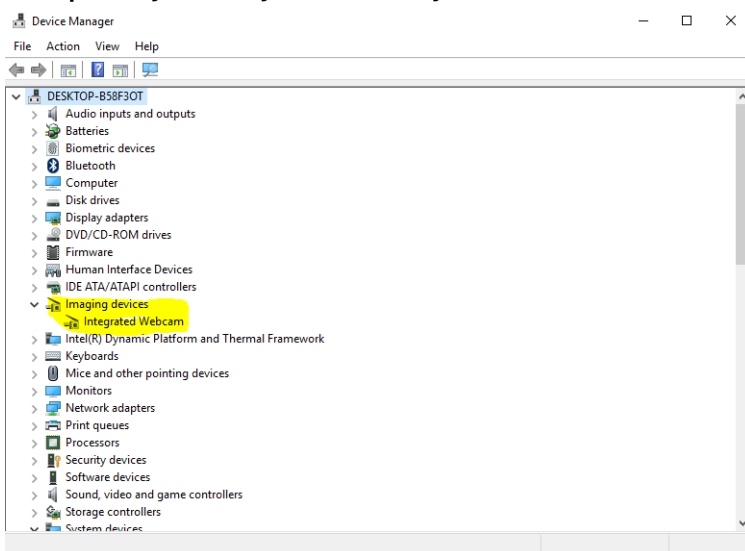 Device Manager
File Action View Help
DESKTOP-B58F3OT
Audio inputs and outputs
Batteries
Biometric devices
Bluetooth
Computer
Disk drives
Display adapters
DVD/CD-ROM drives
Firmware
Human Interface Devices
IDE ATA/ATAPI controllers
Imaging devices
Integrated Webcam
Intel(R) Dynamic Platform and Thermal Framework
Keyboards
Mice and other pointing devices
Monitors
Network adapters
Print queues
Processors
Security devices
Software devices
Sound, video and game controllers
Storage controllers
System devices